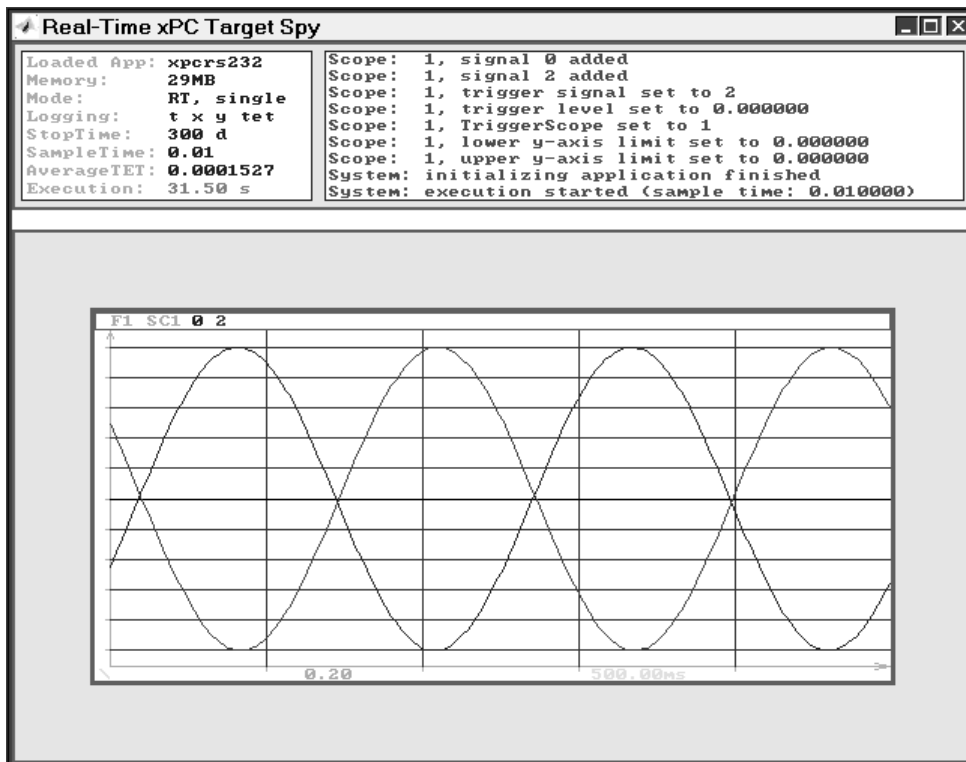 Real-Time xPC Target Spy
Loaded App: xpcrs232
Memory: 29MB
Mode: RT, single
Logging: t x y tet
StopTime: 300 d
SampleTime: 0.01
AverageTET: 0.0001527
Execution: 31.50 s
Scope: 1, signal 0 added
Scope: 1, signal 2 added
Scope: 1, trigger signal set to 2
Scope: 1, trigger level set to 0.000000
Scope: 1, TriggerScope set to 1
Scope: 1, lower y-axis limit set to 0.000000
Scope: 1, upper y-axis limit set to 0.000000
System: initializing application finished
System: execution started (sample time: 0.010000)
F1 SC1 0 2
0.20 500.00ms